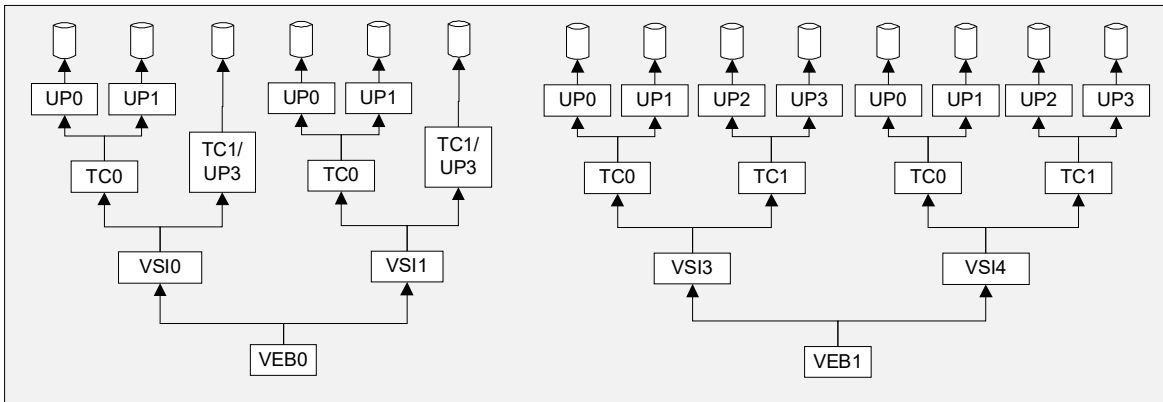 UP0 UP1 UP0 UP1 UP0 UP1 UP2 UP3 UP0 UP1 UP2 UP3
TC1/
UP3
TC1/
UP3
TC0 TC0 TC0 TC1 TC0 TC1
VSI0 VSI1 VSI3 VSI4
VEB0 VEB1